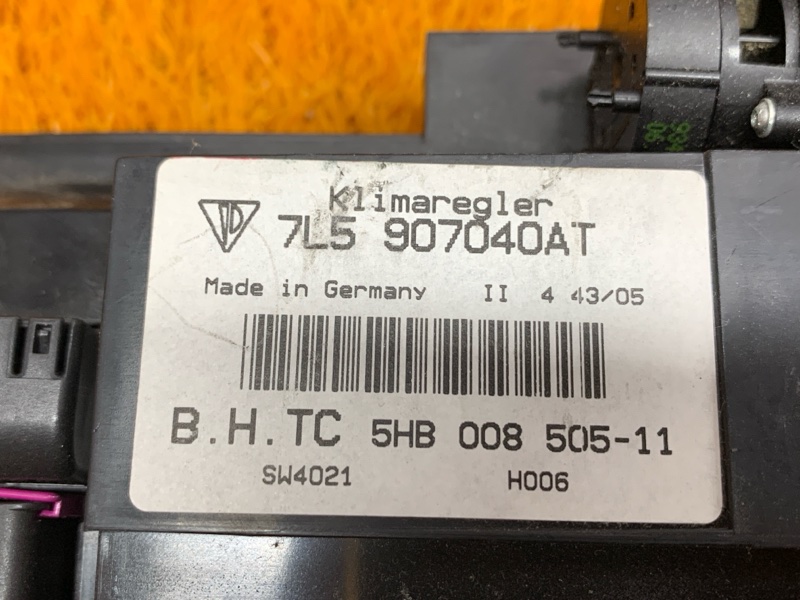 Klimaregler
7L5 907040AT
Made in Germany II 4 43/05
B.H.TC 5HB 008 505-11
SW4021 H006